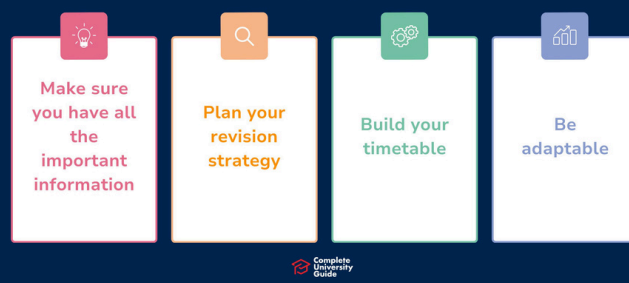 Make sure
you have all
the
important
information
Plan your
revision
strategy
Build your
timetable
Be
adaptable
Complete
University
Guide